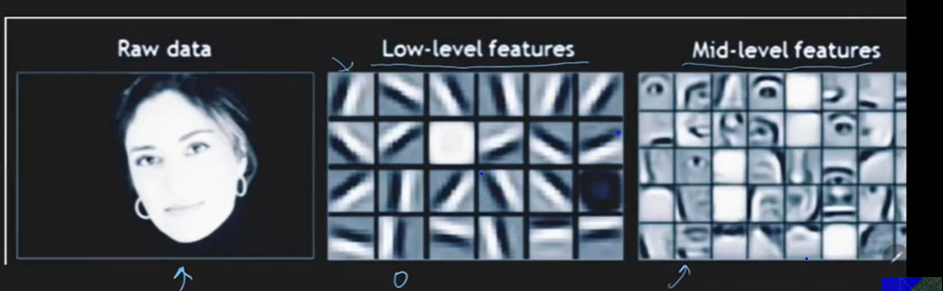 Raw data
Low-level features
Mid-level features